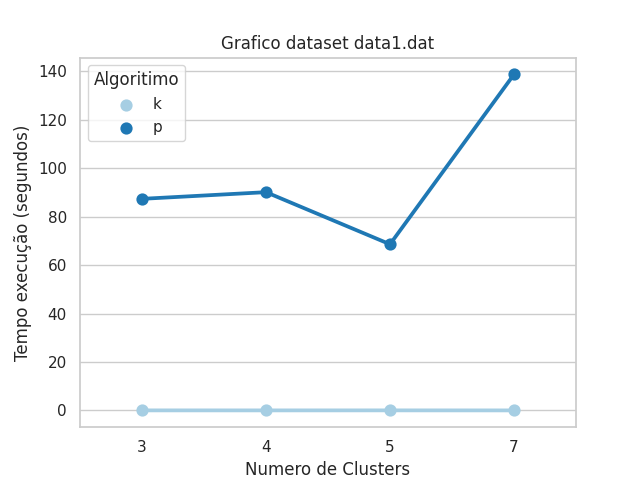 Grafico dataset data1.dat
Algoritimo
k
p
Tempo execução (segundos)
140
120
100
80
60
40
20
0
3 4 5 7
Numero de Clusters